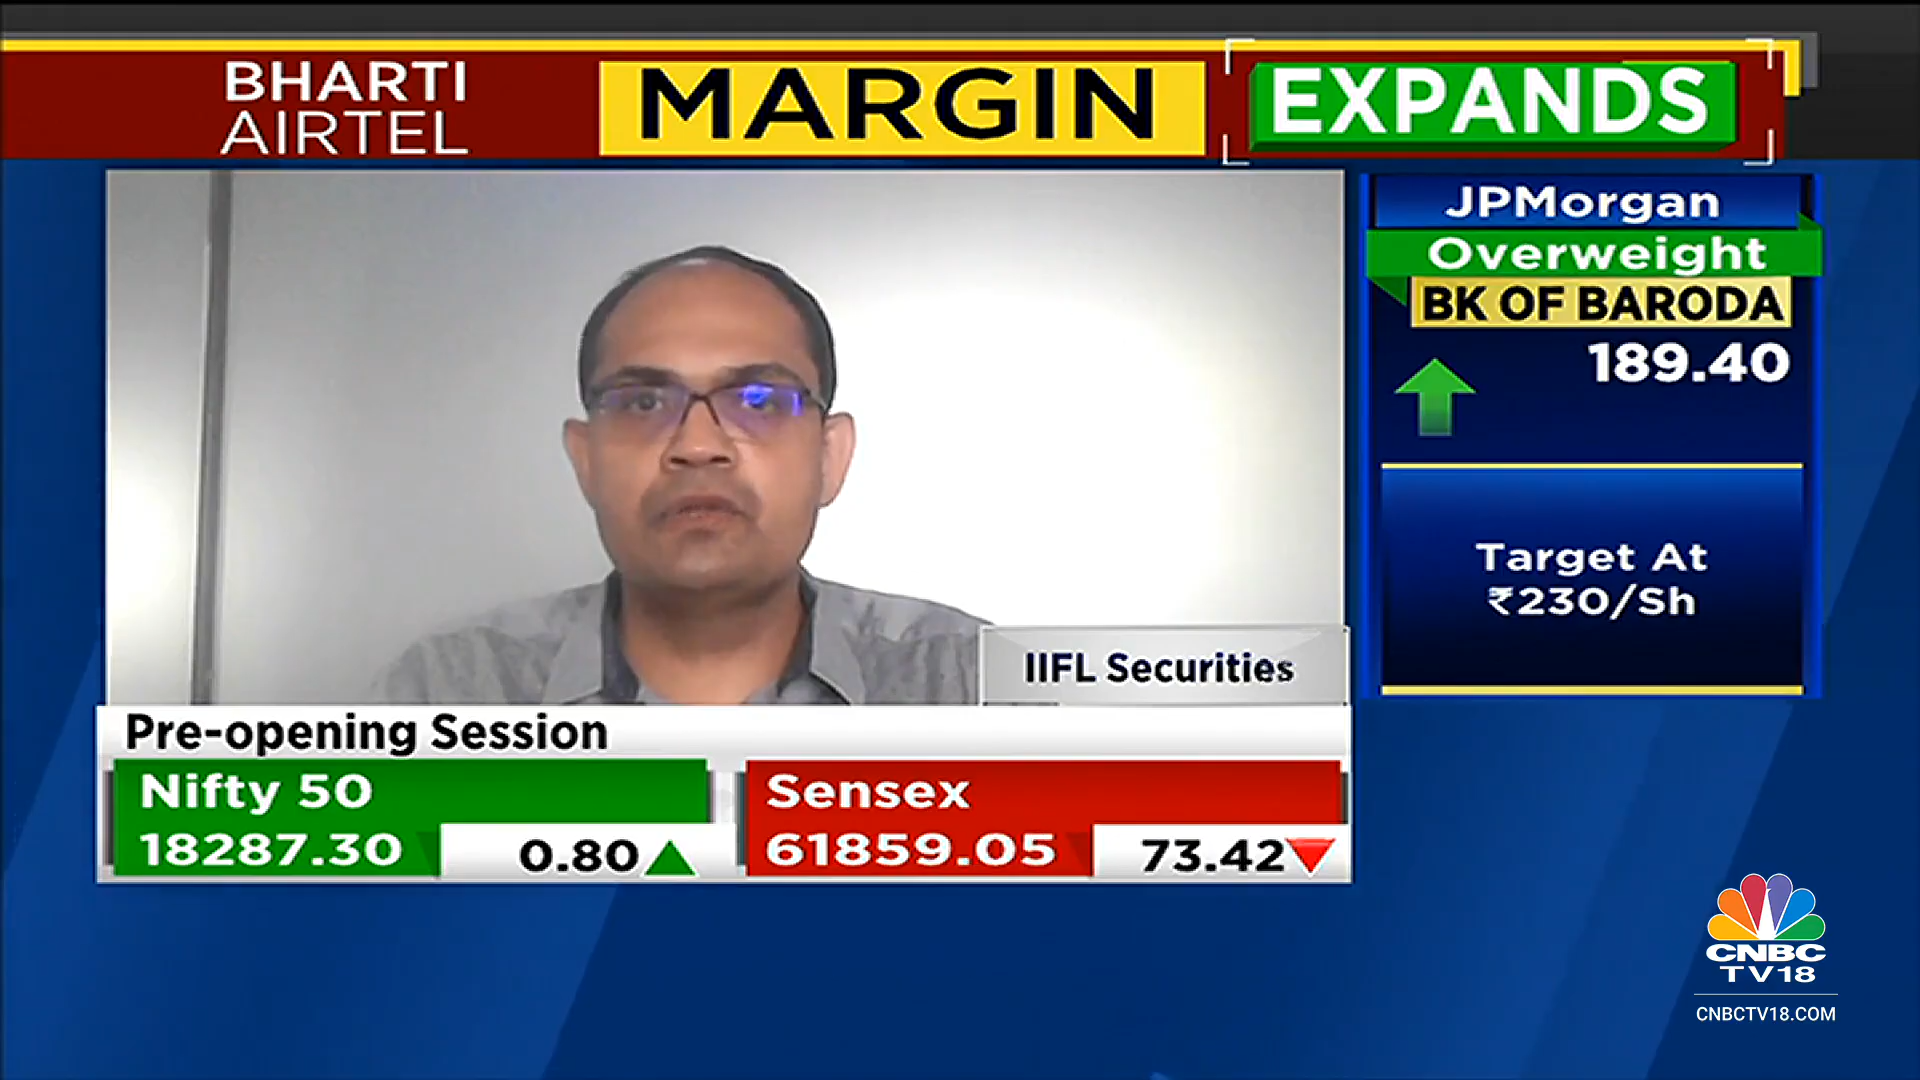 BHARTI
AIRTEL
MARGIN
EXPANDS
JPMorgan
Overweight
BK OF BARODA
189.40
Target At
₹230/Sh
IIFL Securities
Pre-opening Session
Nifty 50
18287.30
0.80
Sensex
61859.05
73.42
CNBC
TV18
CNBCTV18.COM